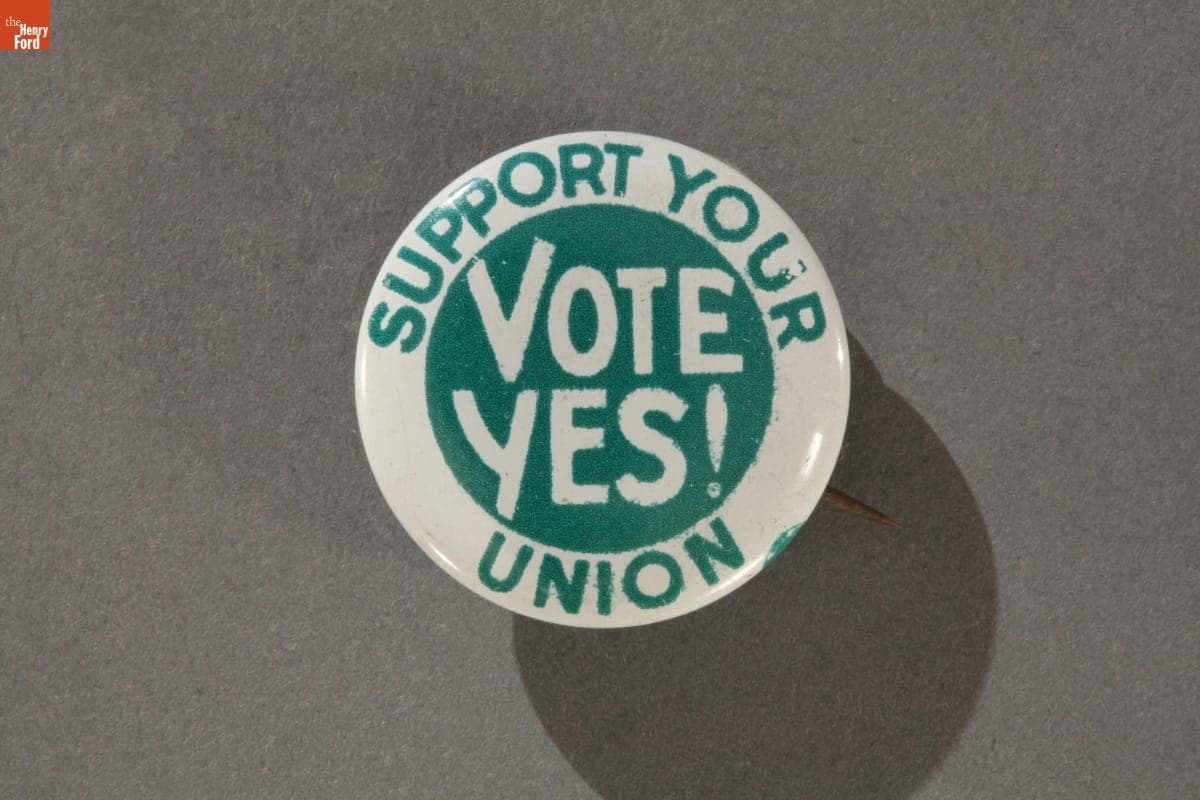 the
Henry
Ford
SUPPORT YOUR
VOTE
YES!
UNION